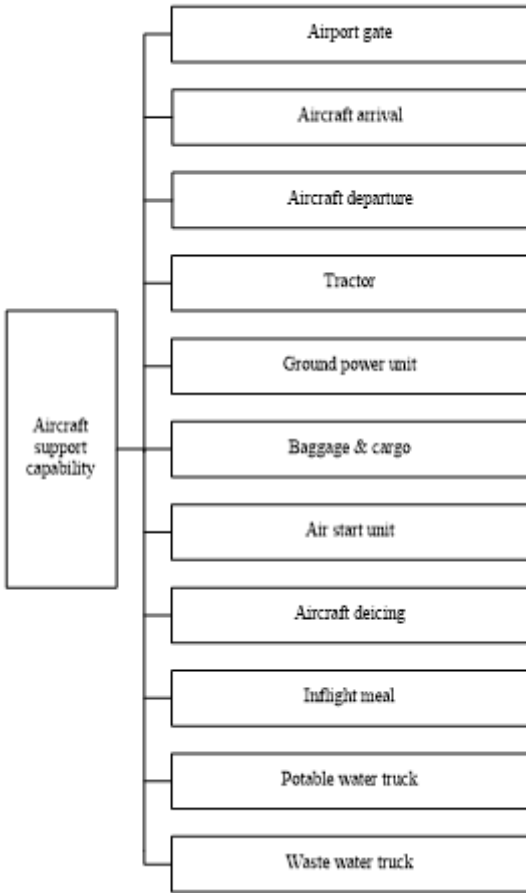 Airport gate
Aircraft arrival
Aircraft departure
Tractor
Ground power unit
Aircraft
support
capability
Baggage & cargo
Air start unit
Aircraft deicing
Inflight meal
Potable water truck
Waste water truck